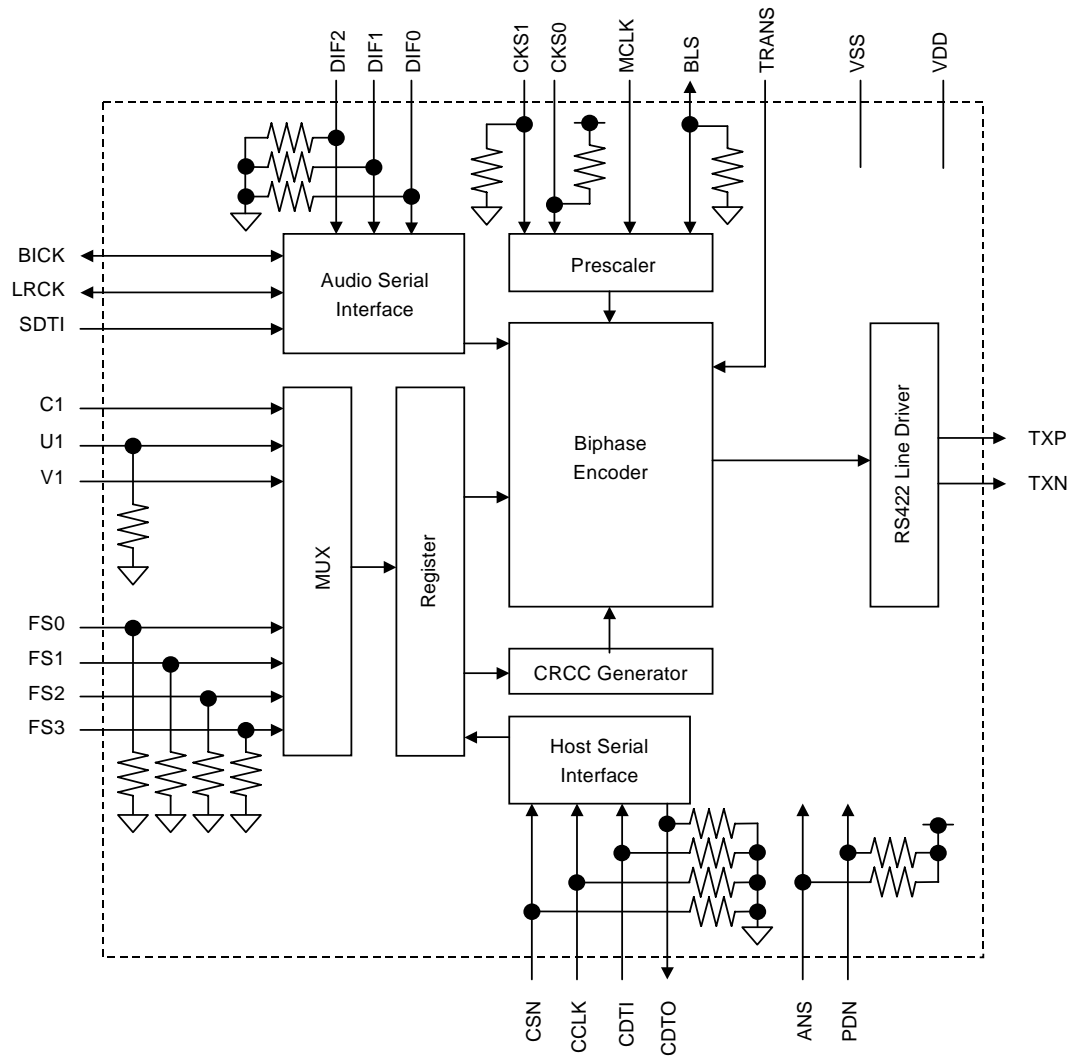 DIF2
DIF1
DIF0
CKS1
CKS0
MCLK
BLS
TRANS
VSS
VDD
BICK
LRCK
SDTI
Audio Serial
Interface
Prescaler
C1
U1
V1
Biphase
Encoder
RS422 Line Driver
TXP
TXN
MUX
Register
FS0
FS1
FS2
FS3
CRCC Generator
Host Serial
Interface
CSN
CCLK
CDTI
CDTO
ANS
PDN